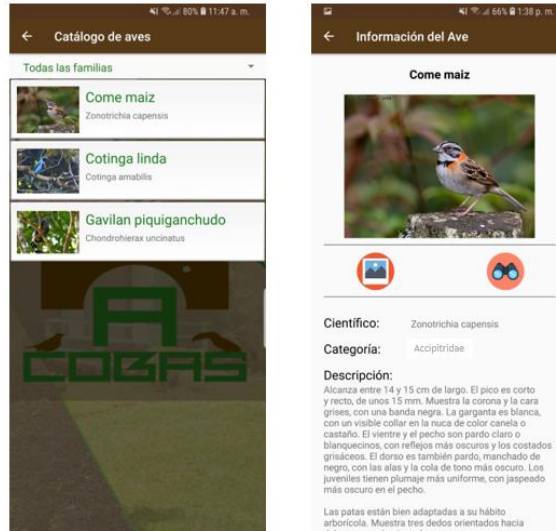 80% 11:47 a. m.
Catálogo de aves
Todas las familias
Come maiz
Zonotrichia capensis
Cotinga linda
Cotinga amabilis
Gavilan piquiganchudo
Chondrohierax uncinatus
A
COBAS
66% 1:38 p. m.
Información del Ave
Come maiz
Científico: Zonotrichia capensis
Categoría: Accipitridae
Descripción:
Alcanza entre 14 y 15 cm de largo. El pico es corto
y recto, de unos 15 mm. Muestra la corona y la cara
grises, con una banda negra. La garganta es blanca,
con un visible collar en la nuca de color canela o
castaño. El vientre y el pecho son pardo claro o
blanquecinos, con reflejos más oscuros y los costados
grisáceos. El dorso es también pardo, manchado de
negro, con las alas y la cola de tono más oscuro. Los
juveniles tienen plumaje más uniforme, con jaspeado
más oscuro en el pecho.
Las patas están bien adaptadas a su hábito
arborícola. Muestra tres dedos orientados hacia